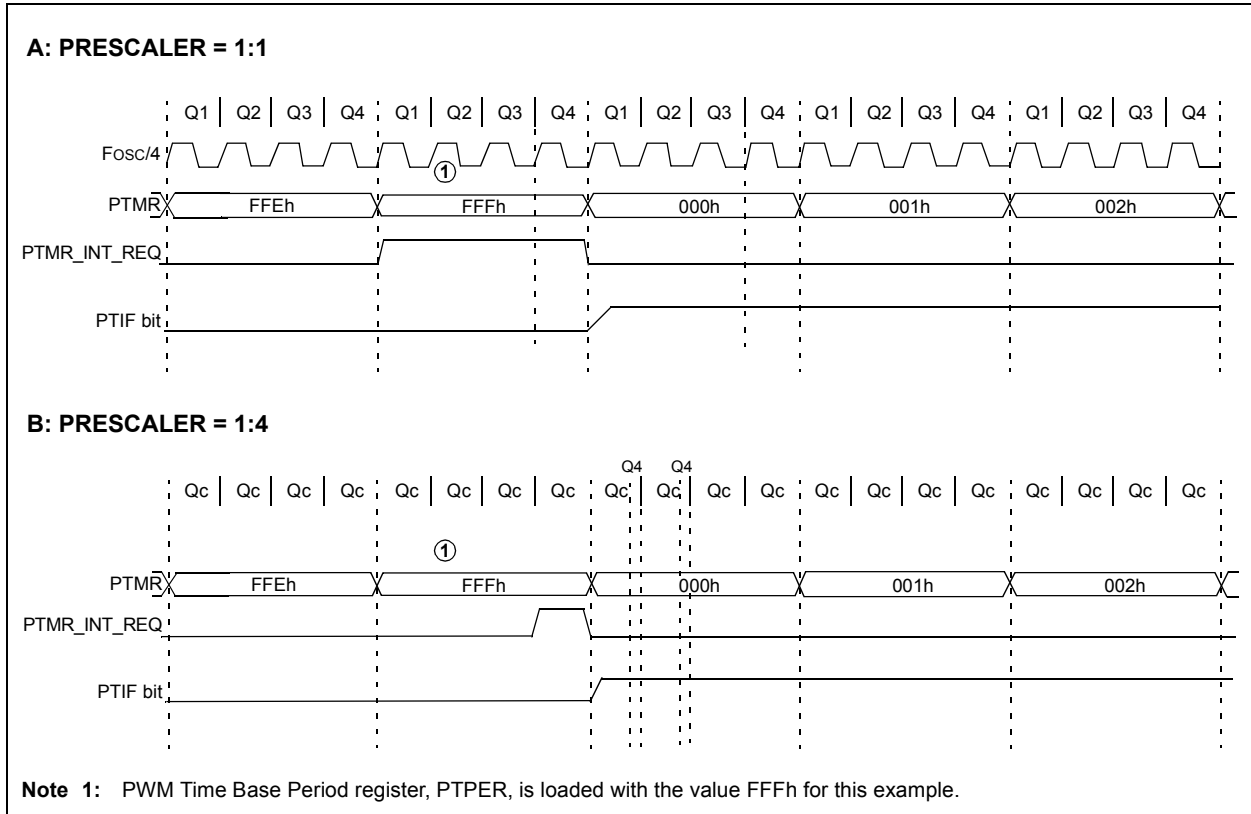 A: PRESCALER = 1:1
Q1 Q2 Q3 Q4 Q1 Q2 Q3 Q4 Q1 Q2 Q3 Q4 Q1 Q2 Q3 Q4 Q1 Q2 Q3 Q4
FOSC/4
1
PTMR FFEh FFFh 000h 001h 002h
PTMR_INT_REQ
PTIF bit
B: PRESCALER = 1:4
Q4 Q4
Qc Qc Qc Qc Qc Qc Qc Qc Qc Qc Qc Qc Qc Qc Qc Qc Qc Qc Qc Qc
1
PTMR FFEh FFFh 000h 001h 002h
PTMR_INT_REQ
PTIF bit
Note 1: PWM Time Base Period register, PTPER, is loaded with the value FFFh for this example.